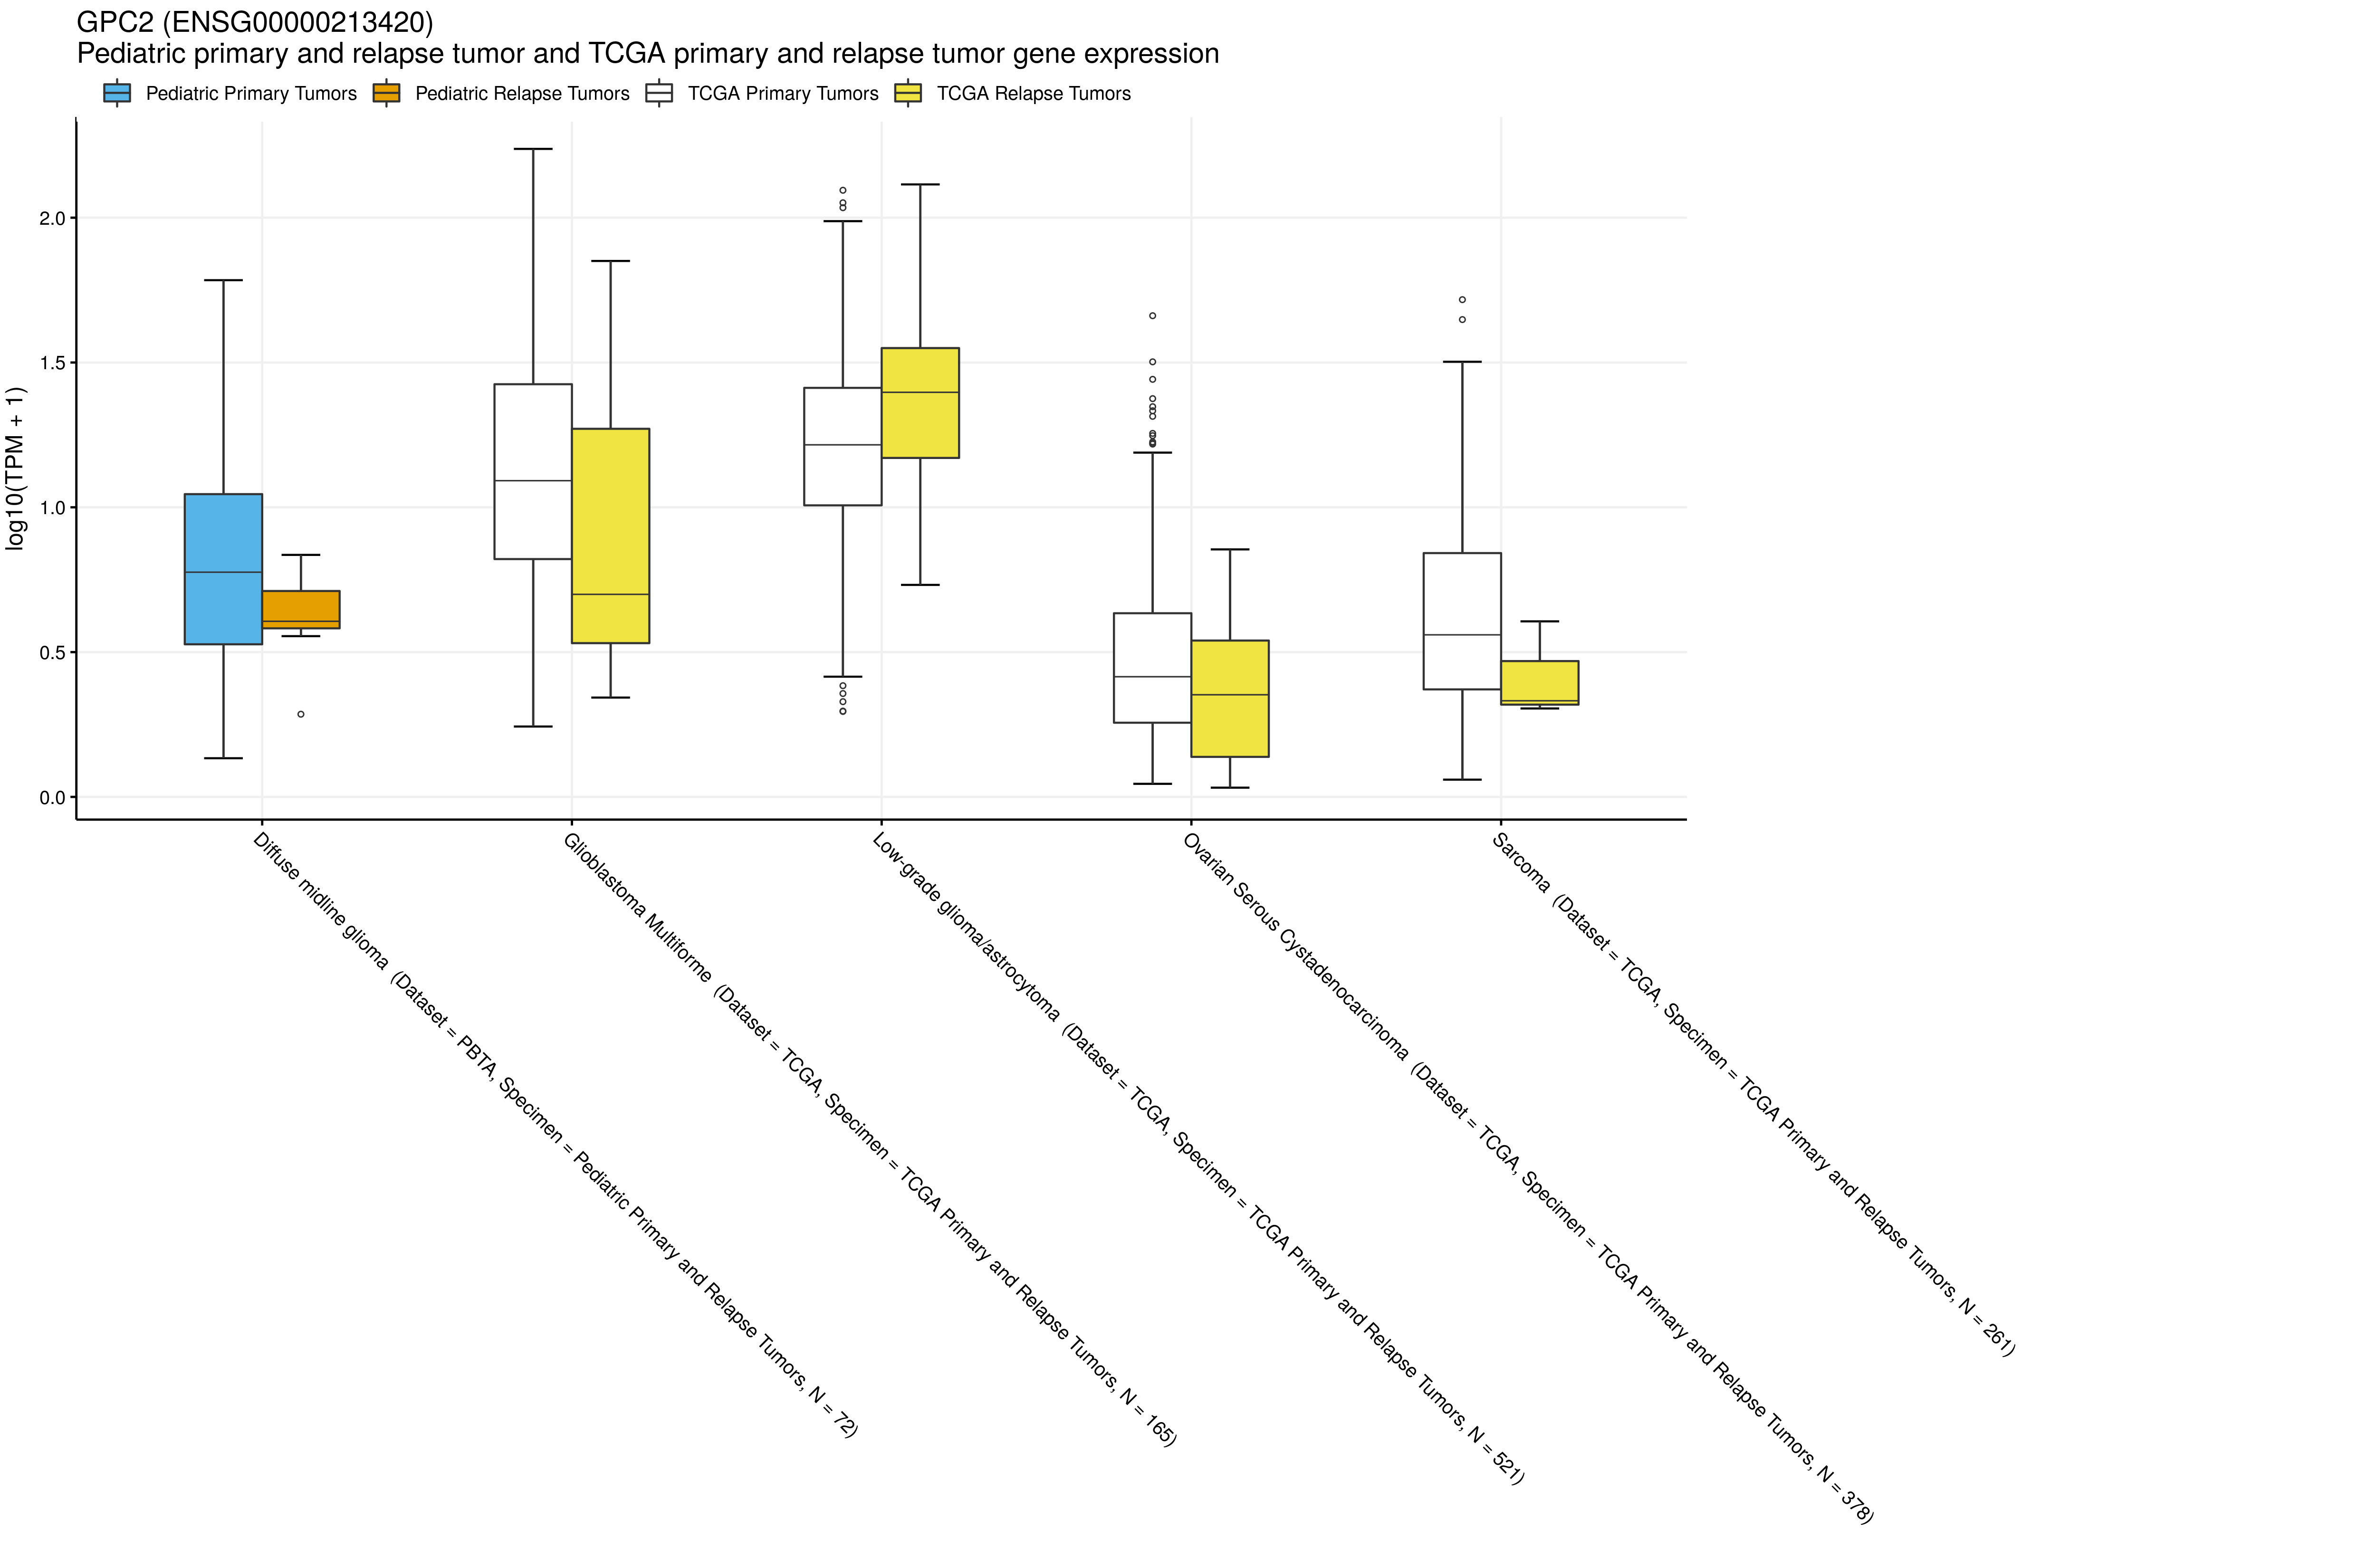 GPC2 (ENSG00000213420)
Pediatric primary and relapse tumor and TCGA primary and relapse tumor gene expression
Pediatric Primary Tumors
Pediatric Relapse Tumors
TCGA Primary Tumors
TCGA Relapse Tumors
log10(TPM + 1)
2.0
1.5
1.0
0.5
0.0
Diffuse midline glioma (Dataset = PBTA, Specimen = Pediatric Primary and Relapse Tumors, N = 72)
Glioblastoma Multiforme (Dataset = TCGA, Specimen = TCGA Primary and Relapse Tumors, N = 165)
Low-grade glioma/astrocytoma (Dataset = TCGA, Specimen = TCGA Primary and Relapse Tumors, N = 521)
Ovarian Serous Cystadenocarcinoma (Dataset = TCGA, Specimen = TCGA Primary and Relapse Tumors, N = 378)
Sarcoma (Dataset = TCGA, Specimen = TCGA Primary and Relapse Tumors, N = 261)